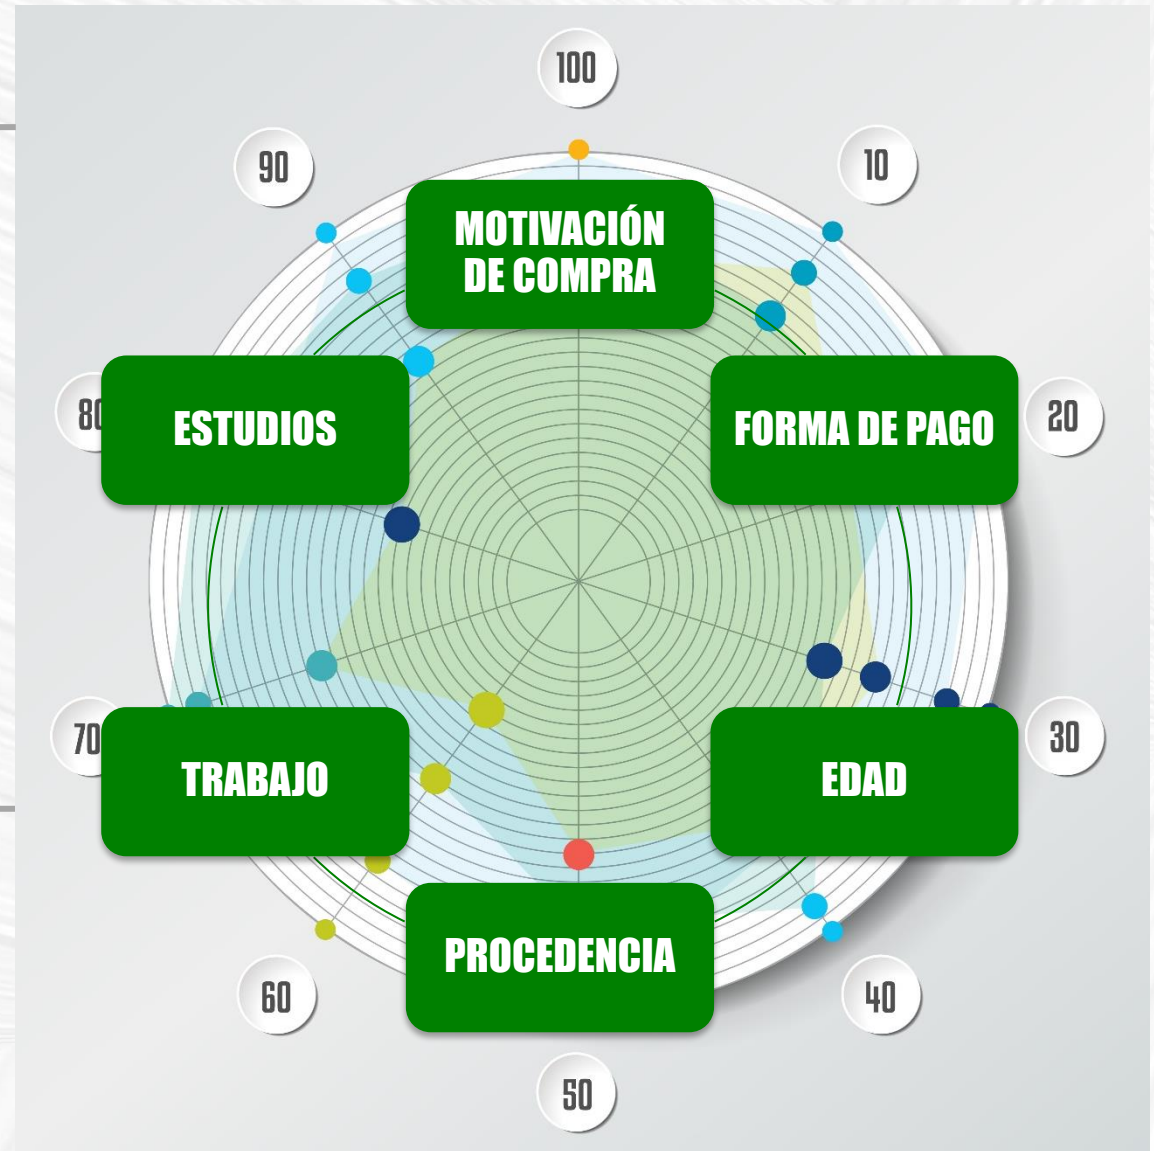 100
90
10
MOTIVACIÓN
DE COMPRA
80
ESTUDIOS
FORMA DE PAGO
20
70
TRABAJO
EDAD
30
PROCEDENCIA
60
40
50